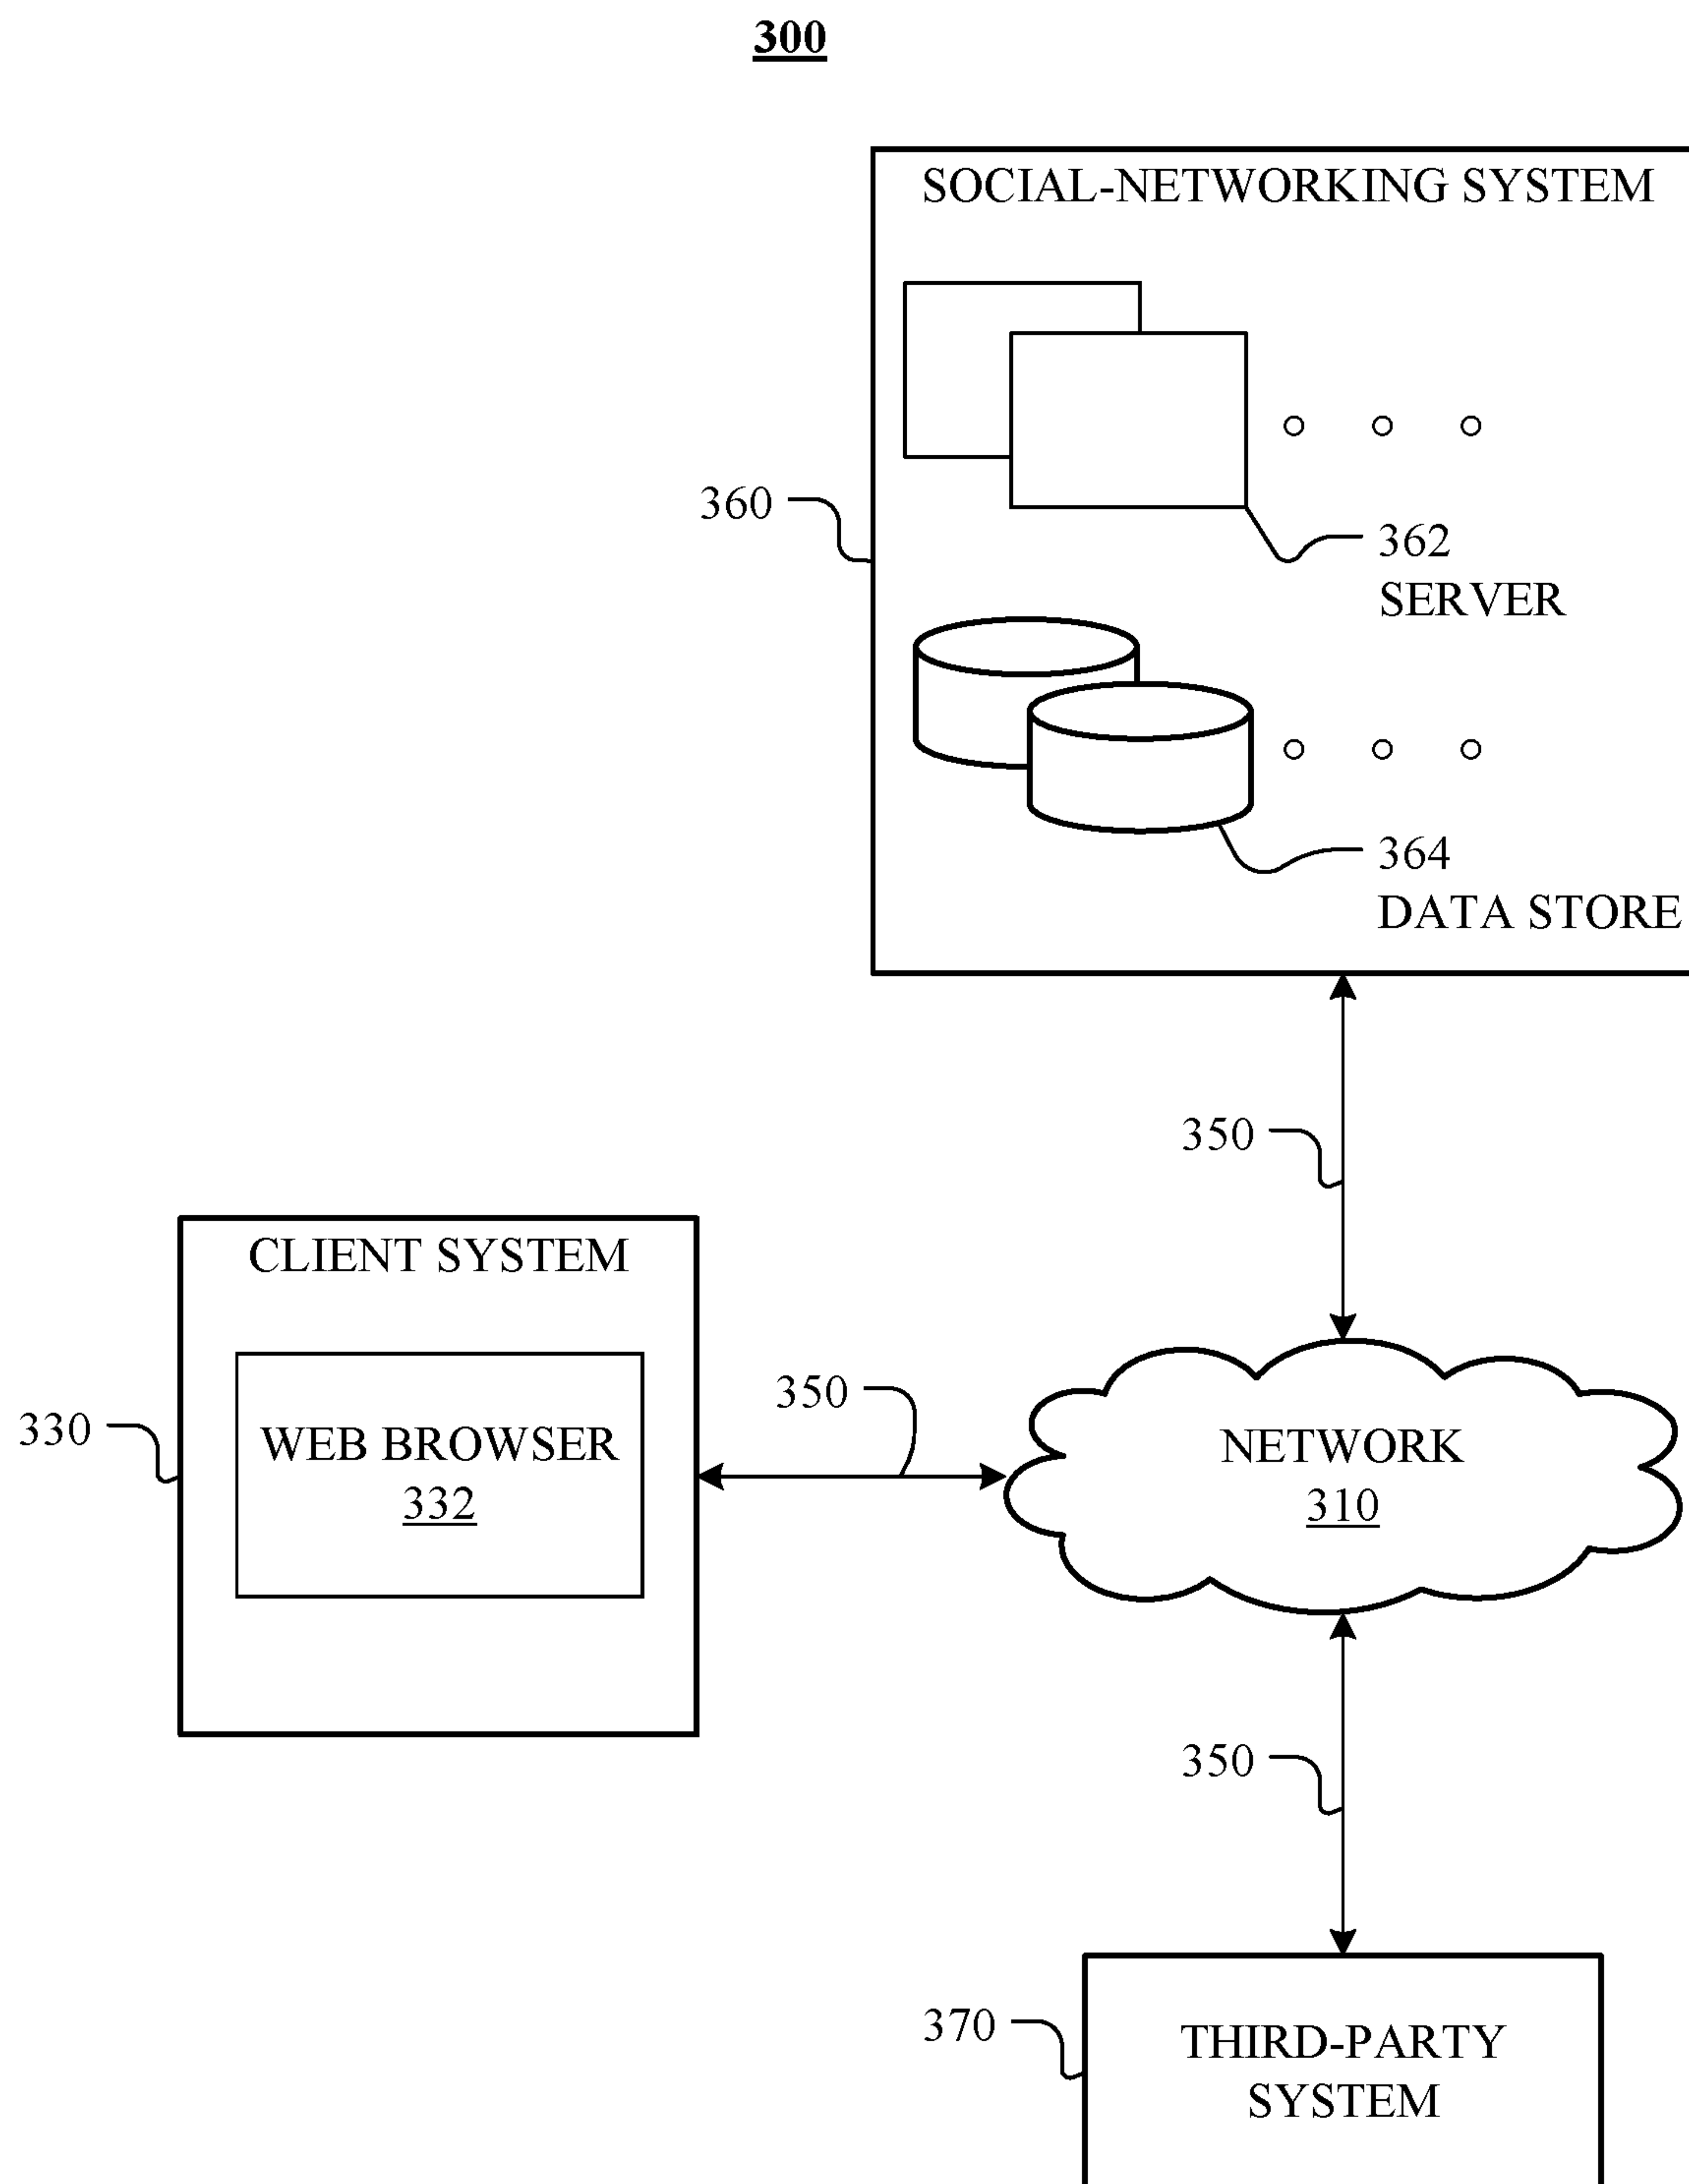 300
SOCIAL-NETWORKING SYSTEM
360
362
SERVER
364
DATA STORE
350
CLIENT SYSTEM
330
WEB BROWSER
332
350
NETWORK
310
350
370
THIRD-PARTY
SYSTEM